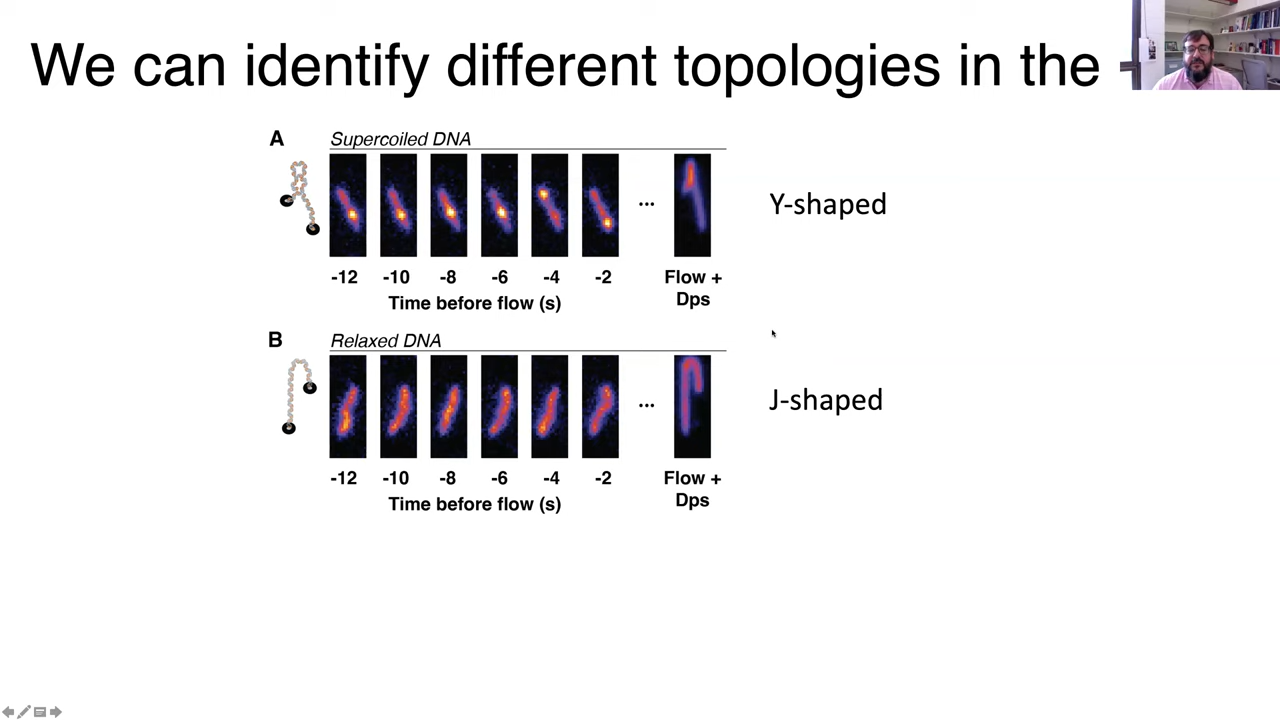 We can identify different topologies in the
A
Supercoiled DNA
...
Y-shaped
-12 -10 -8 -6 -4 -2 Flow +
Dps
Time before flow (s)
B
Relaxed DNA
...
J-shaped
-12 -10 -8 -6 -4 -2 Flow +
Dps
Time before flow (s)